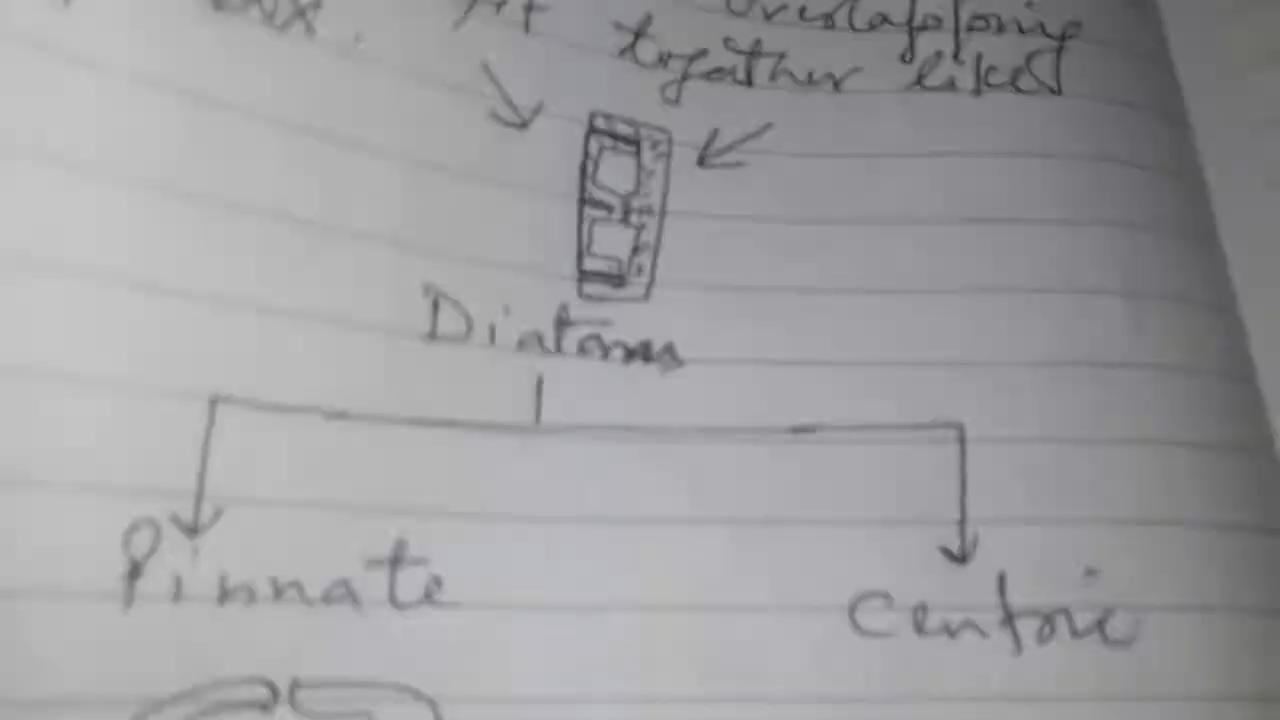 overlapping
together like
Diatoms
Pinnate
Centric